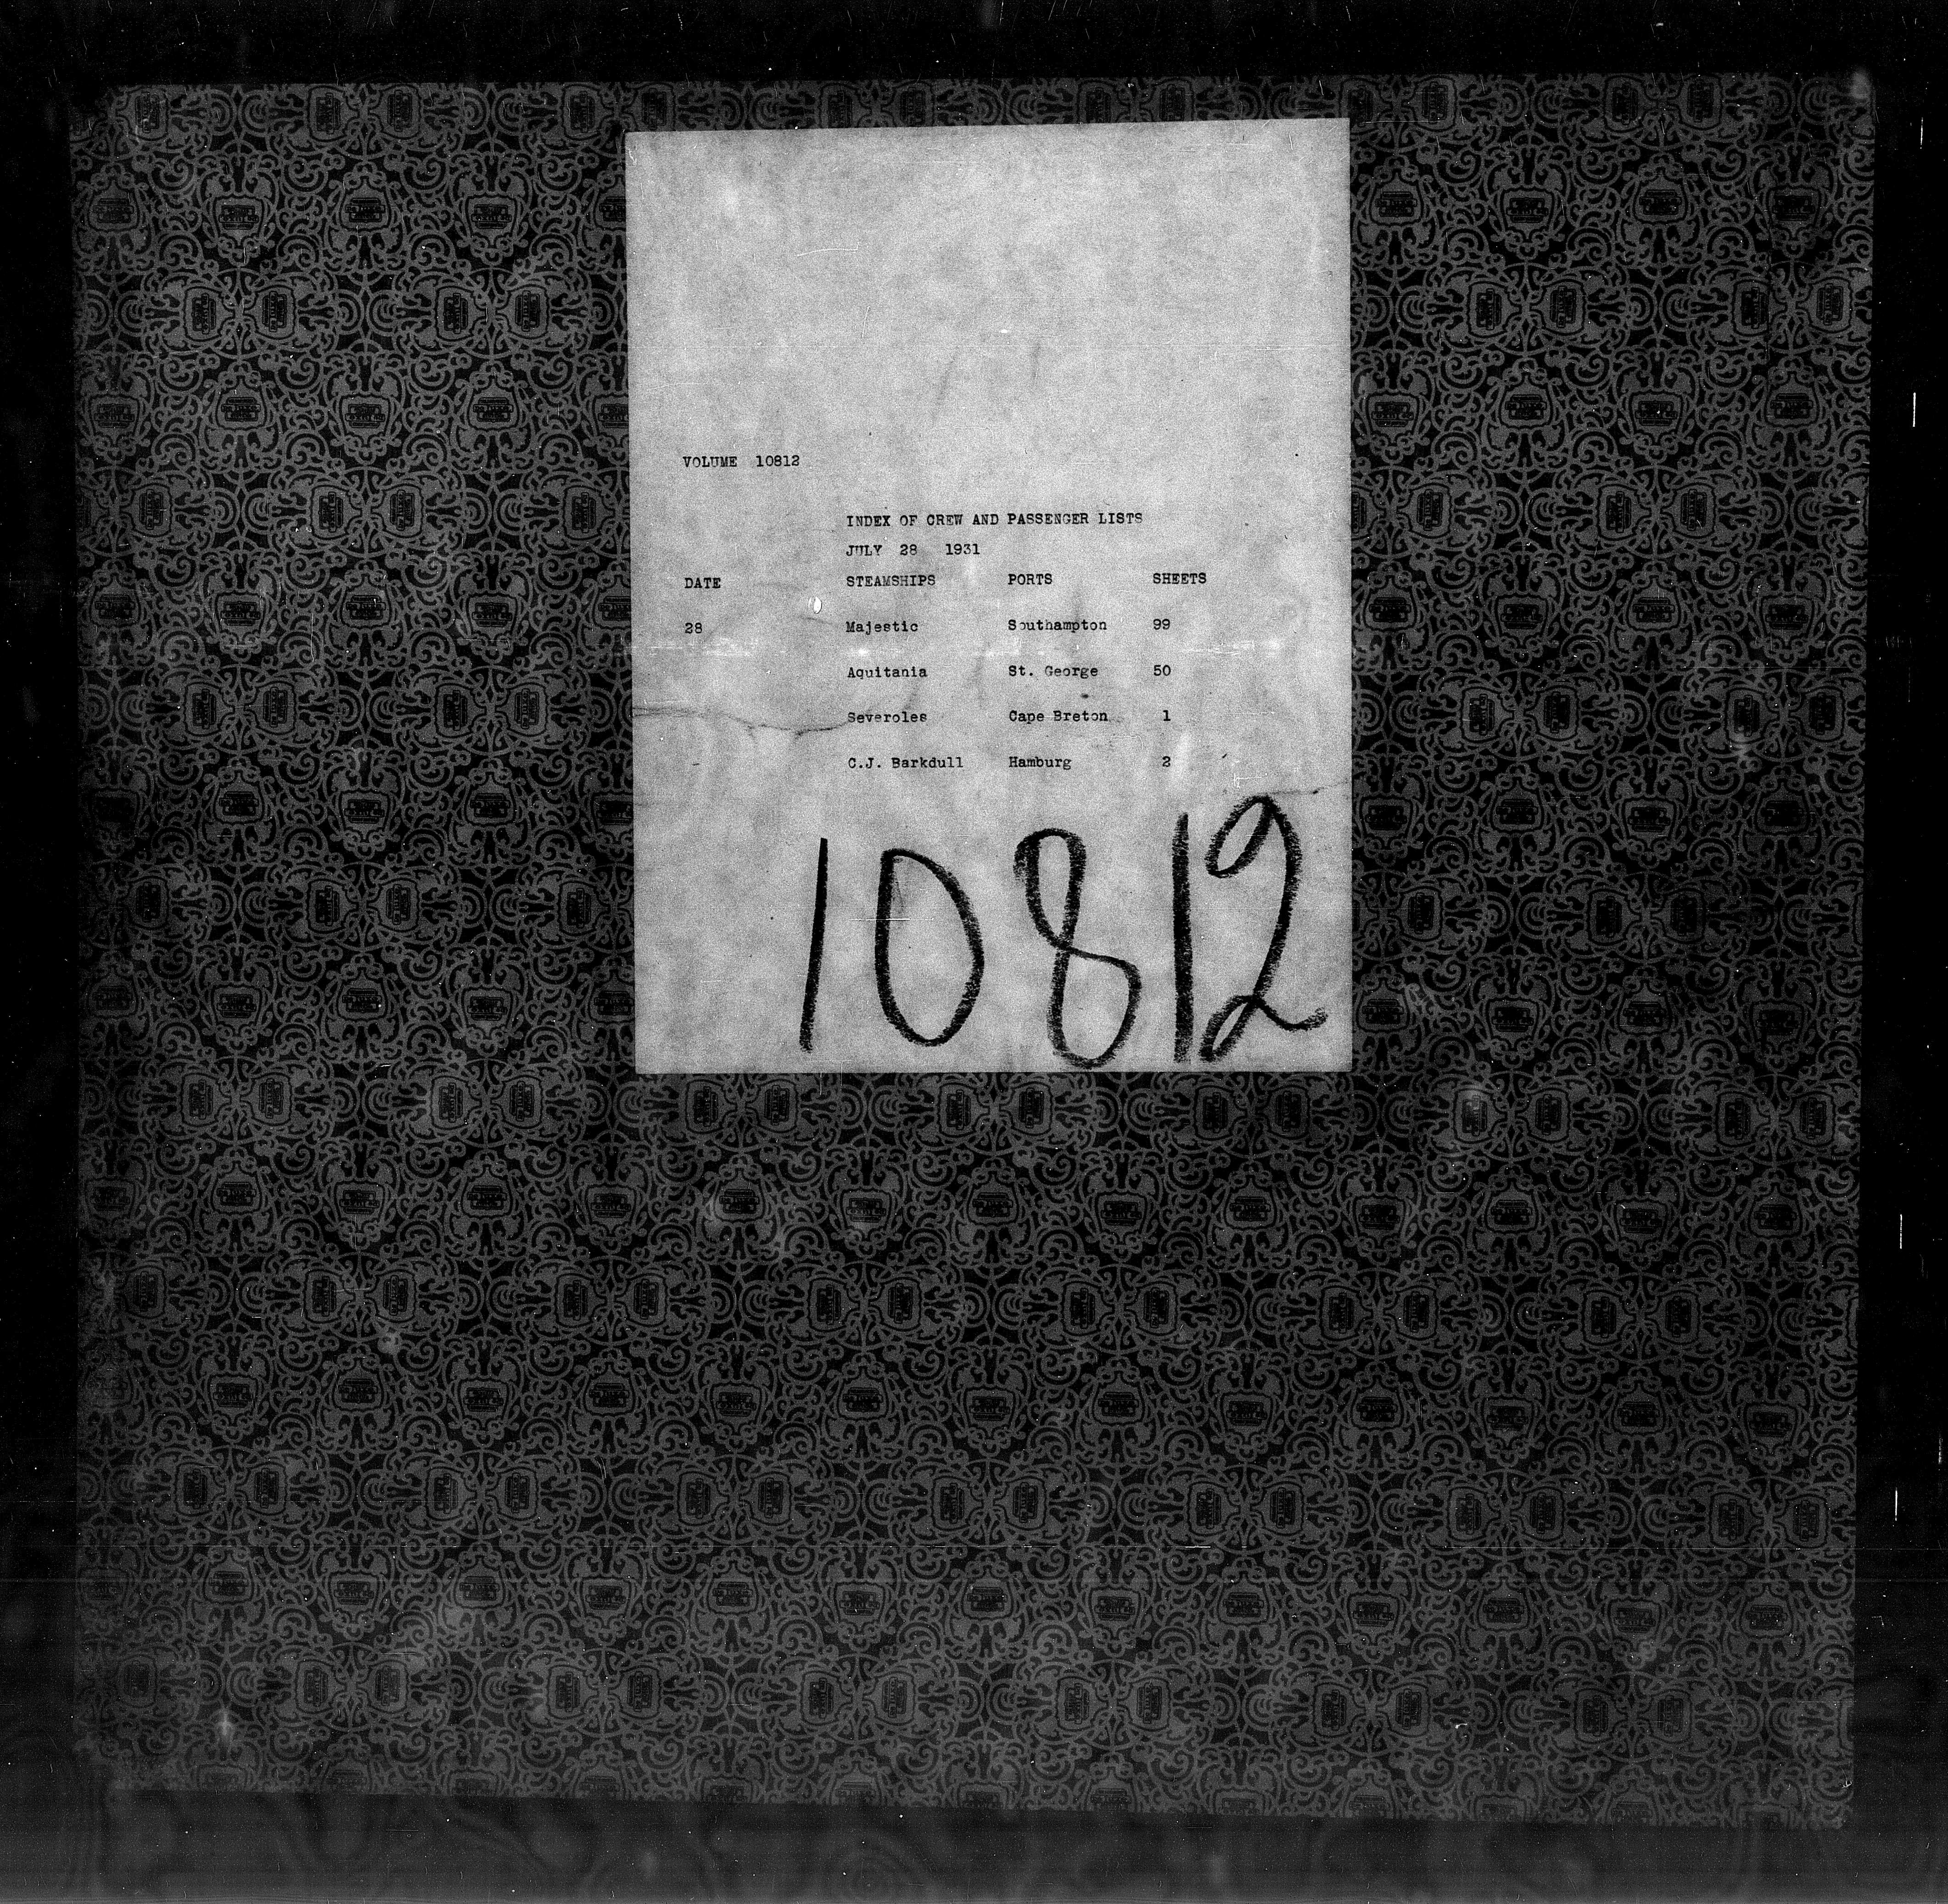 VOLUME 10812
INDEX OF CREW AND PASSENGER LISTS
JULY 28 1931
DATE STEAMSHIPS PORTS SHEETS
28 Majestic Southampton 99
Aquitania St. George 50
Severoles Cape Breton 1
C.J. Barkdull Hamburg 2
10812